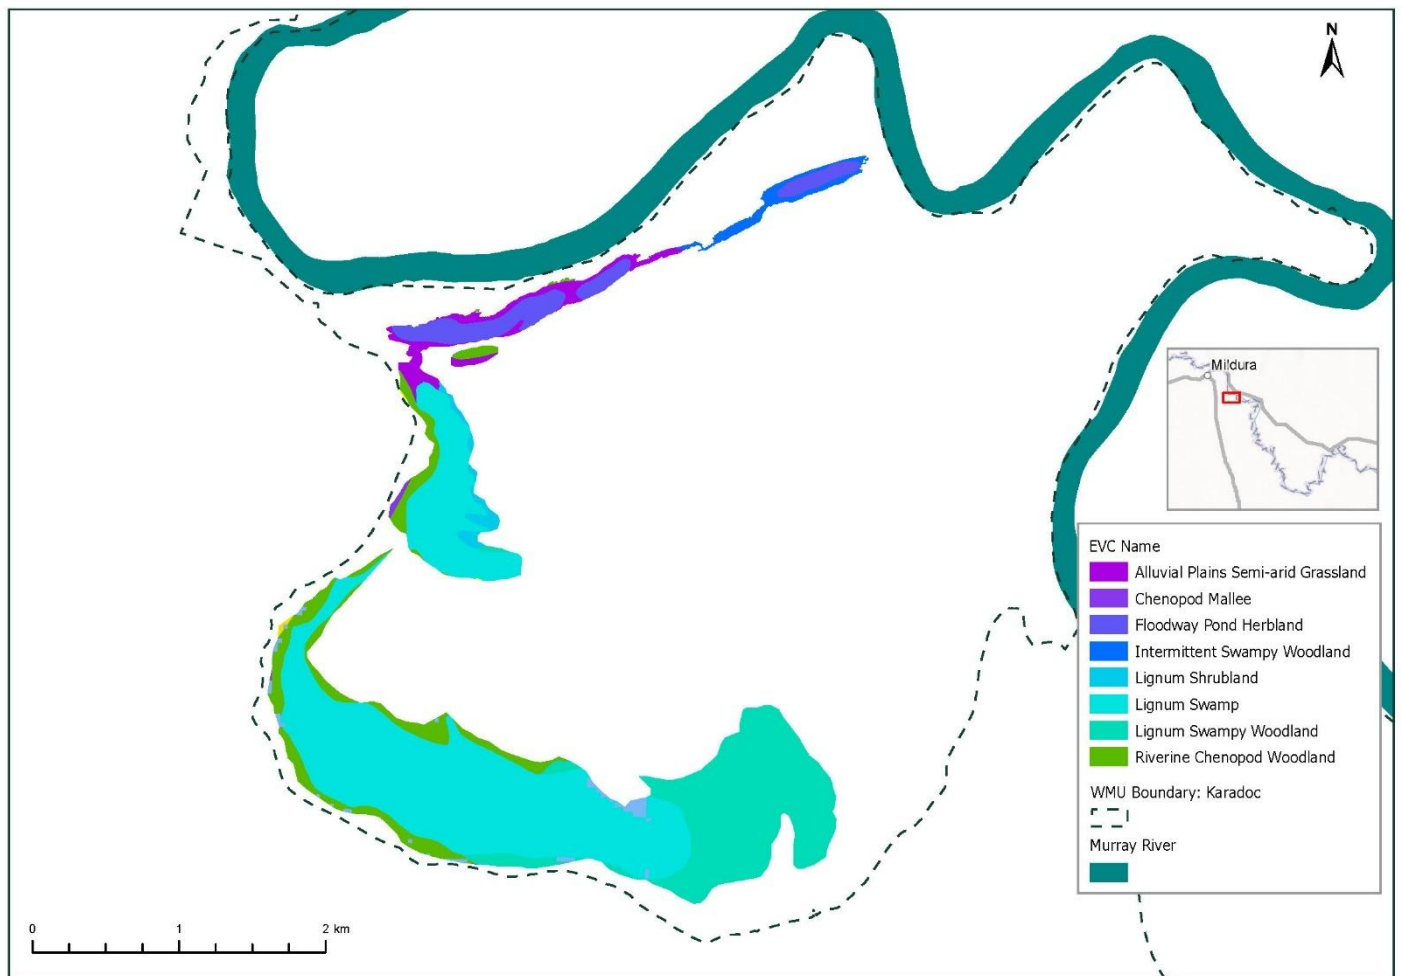 N
Mildura
EVC Name
Alluvial Plains Semi-arid Grassland
Chenopod Mallee
Floodway Pond Herbland
Intermittent Swampy Woodland
Lignum Shrubland
Lignum Swamp
Lignum Swampy Woodland
Riverine Chenopod Woodland
WMU Boundary: Karadoc
Murray River
0 1 2 km